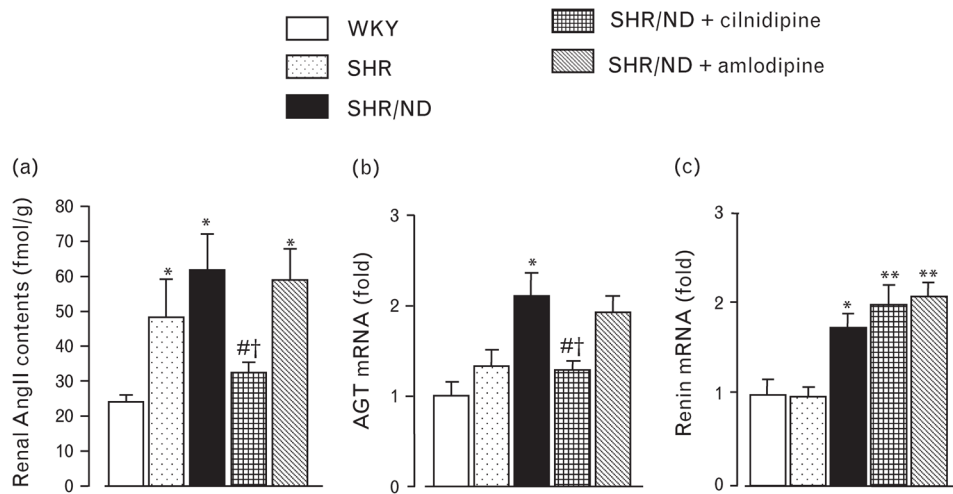 WKY
SHR
SHR/ND
SHR/ND + cilnidipine
SHR/ND + amlodipine
(a)
Renal AngII contents (fmol/g)
80
70
60
50
40
30
20
10
0
*
*
#†
*
(b)
AGT mRNA (fold)
3
2
1
0
*
#†
(c)
Renin mRNA (fold)
3
2
1
0
*
**
**